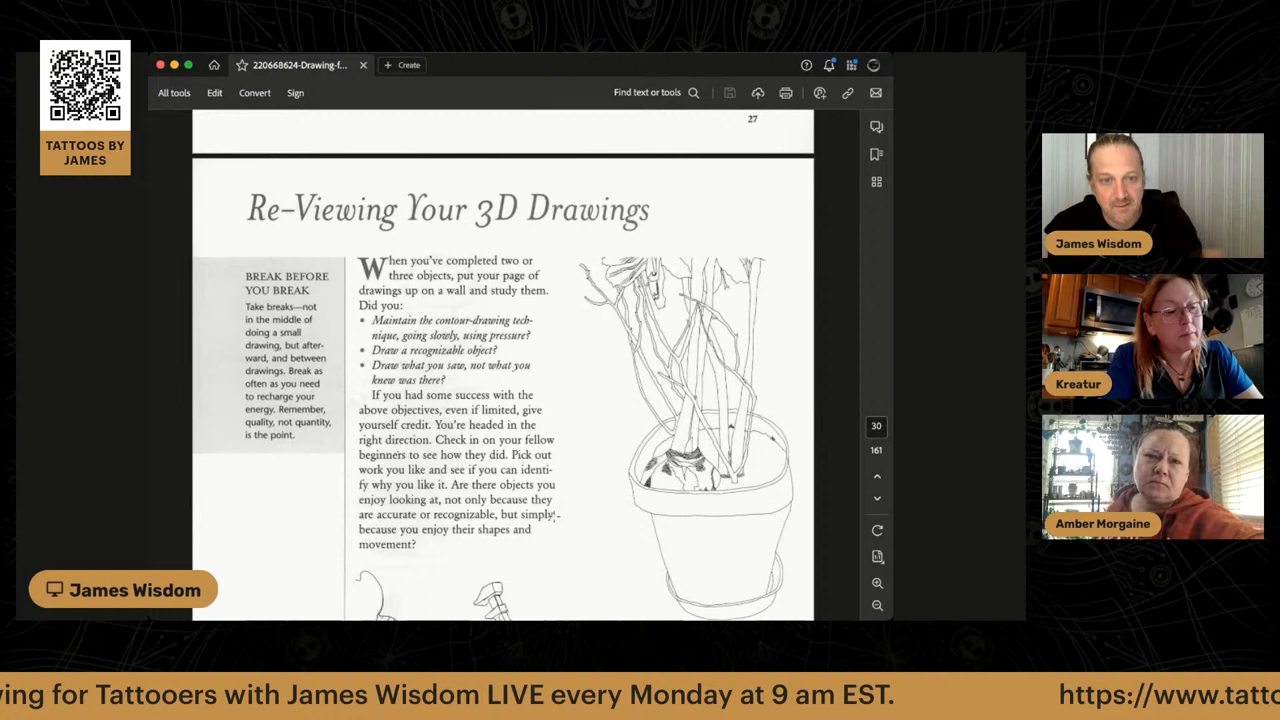 TATTOOS BY
JAMES
220668624-Drawing-f...
Create
All tools Edit Convert Sign
Find text or tools
27
Re-Viewing Your 3D Drawings
BREAK BEFORE
YOU BREAK
Take breaks—not
in the middle of
doing a small
drawing, but after-
ward, and between
drawings. Break as
often as you need
to recharge your
energy. Remember,
quality, not quantity,
is the point.
When you've completed two or
three objects, put your page of
drawings up on a wall and study them.
Did you:
• Maintain the contour-drawing tech-
nique, going slowly, using pressure?
• Draw a recognizable object?
• Draw what you saw, not what you
knew was there?
If you had some success with the
above objectives, even if limited, give
yourself credit. You're headed in the
right direction. Check in on your fellow
beginners to see how they did. Pick out
work you like and see if you can identi-
fy why you like it. Are there objects you
enjoy looking at, not only because they
are accurate or recognizable, but simply
because you enjoy their shapes and
movement?
30
161
James Wisdom
Kreatur
Amber Morgaine
James Wisdom
ving for Tattooers with James Wisdom LIVE every Monday at 9 am EST.
https://www.tatto